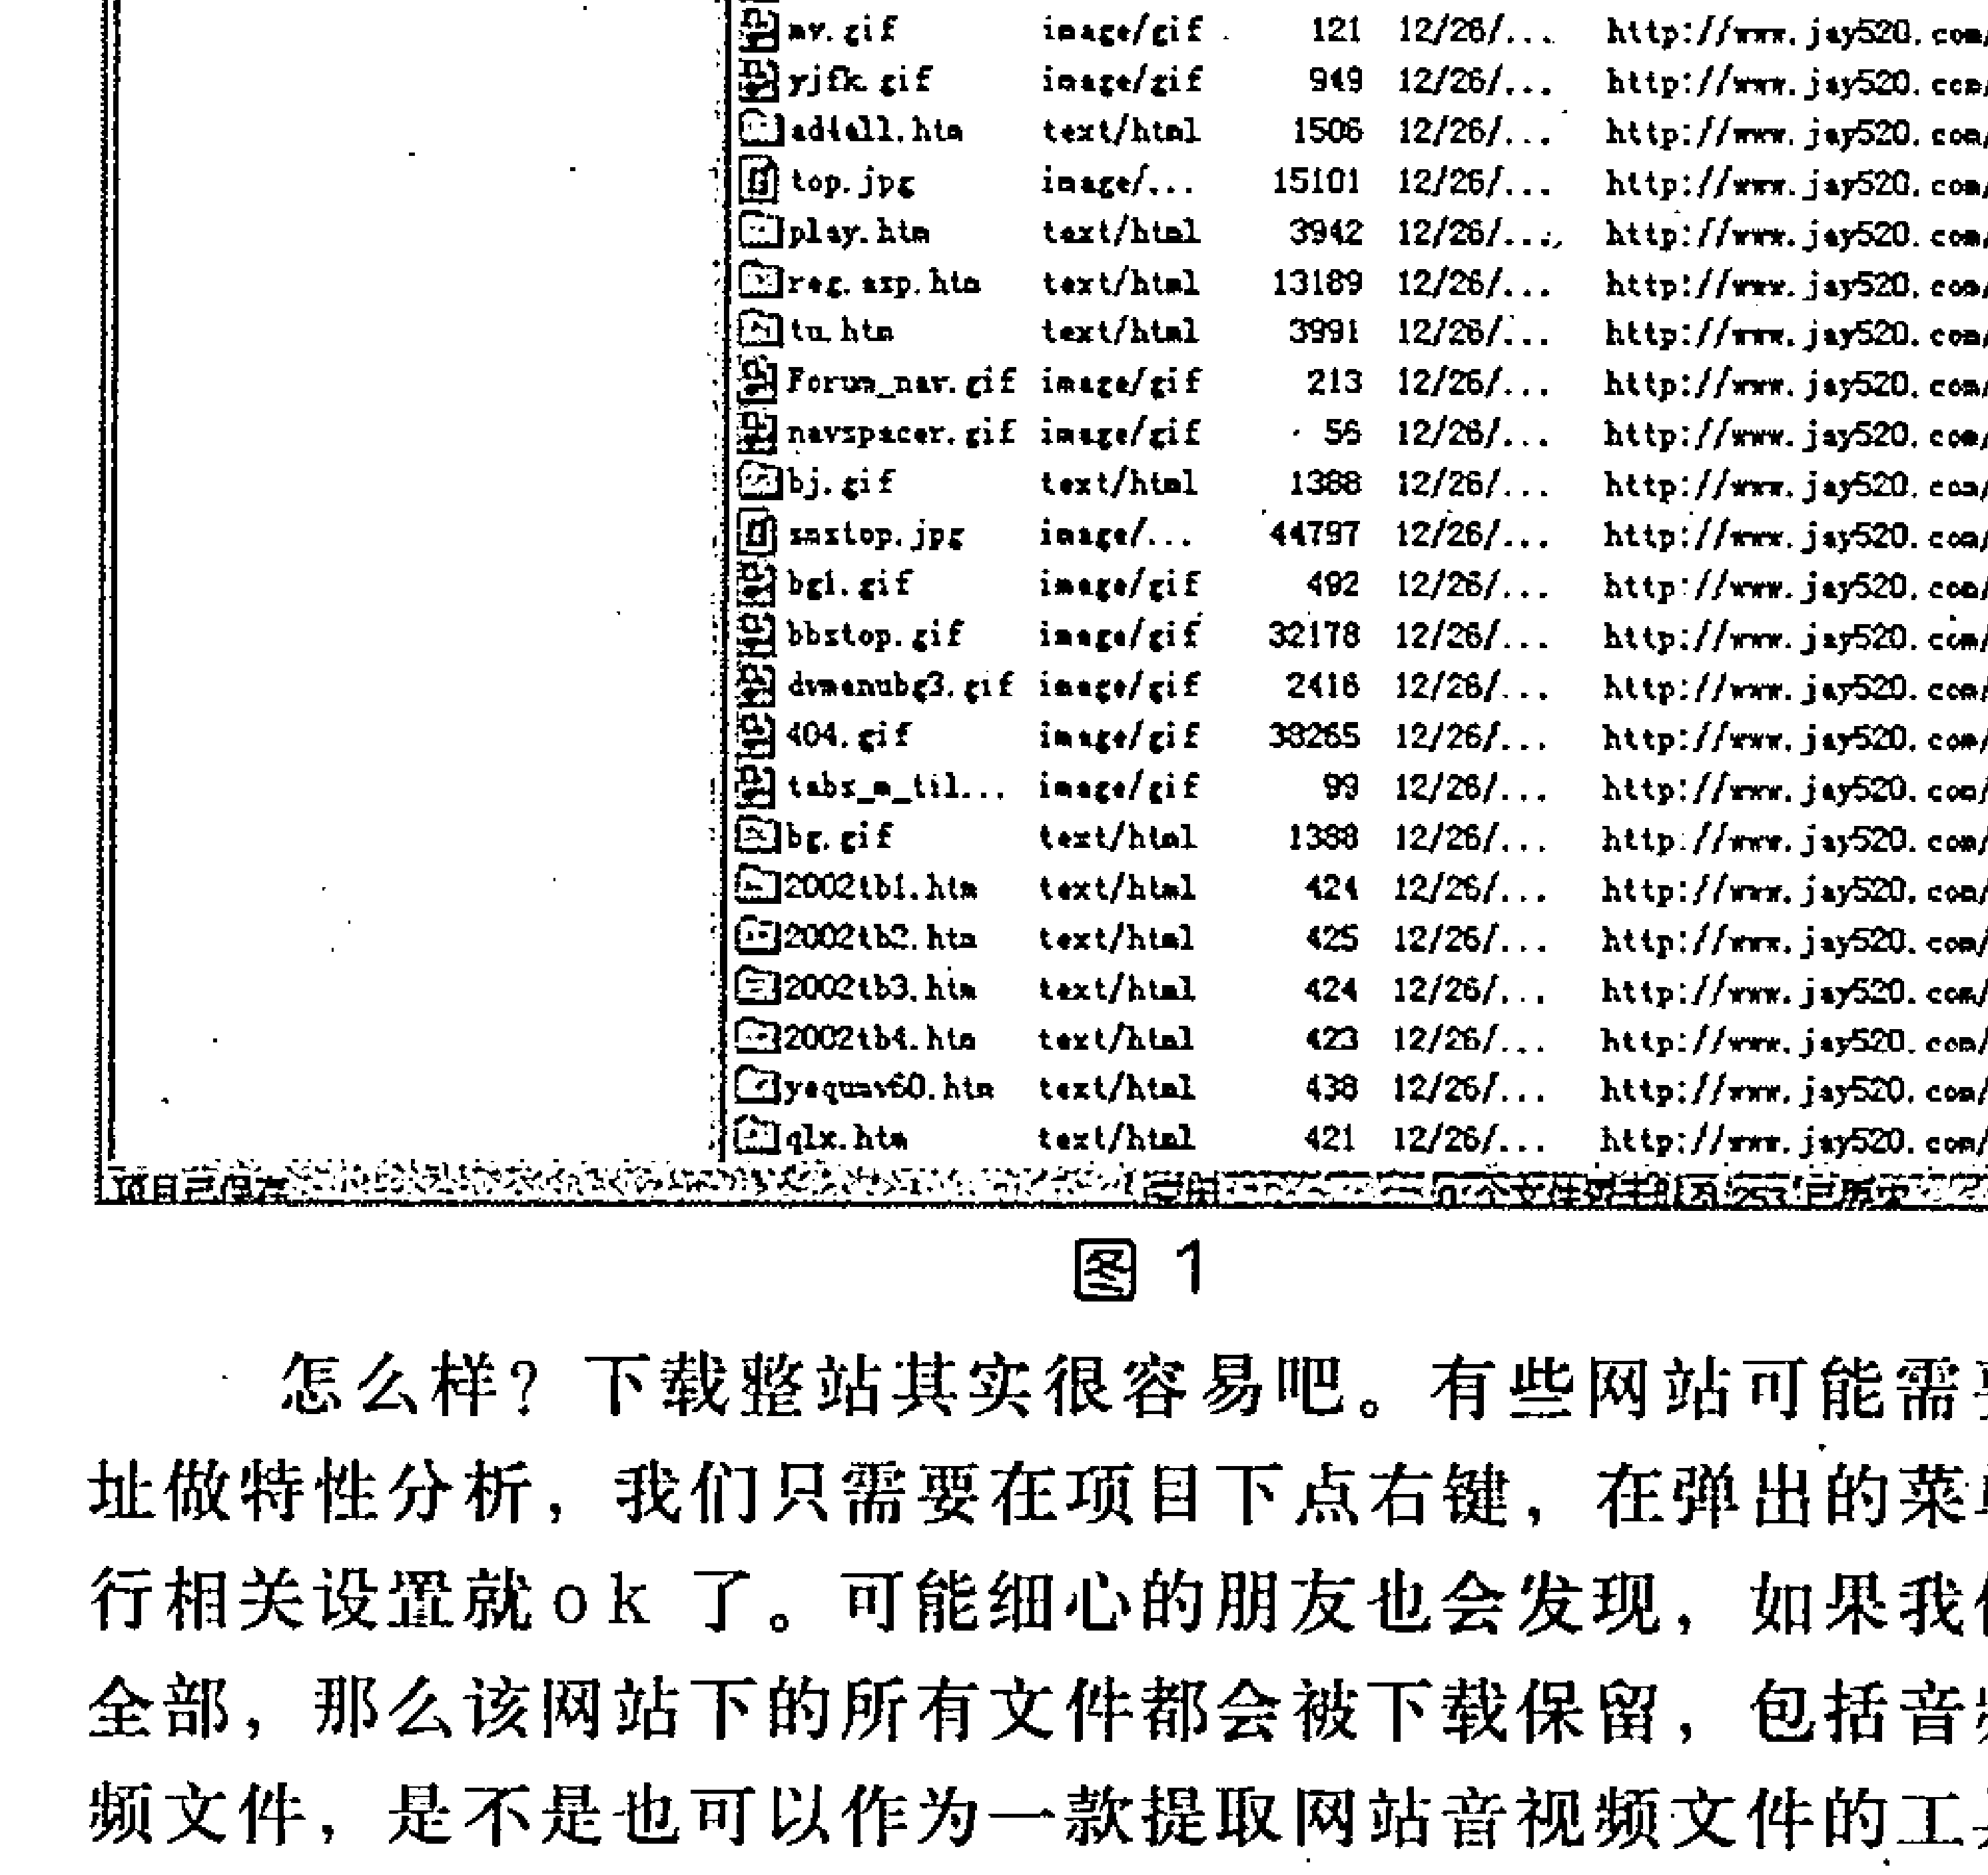 mv.gif image/gif 121 12/26/... http://www.jay520.com/
yjfk.gif image/gif 949 12/26/... http://www.jay520.com/
adiall.htm text/html 1506 12/26/... http://www.jay520.com/
top.jpg image/... 15101 12/26/... http://www.jay520.com/
play.htm text/html 3942 12/26/... http://www.jay520.com/
reg.asp.htm text/html 13189 12/26/... http://www.jay520.com/
tu.htm text/html 3991 12/26/... http://www.jay520.com/
Forum_nav.gif image/gif 213 12/26/... http://www.jay520.com/
navspacer.gif image/gif 56 12/26/... http://www.jay520.com/
bj.gif text/html 1388 12/26/... http://www.jay520.com/
snstop.jpg image/... 44797 12/26/... http://www.jay520.com/
bg1.gif image/gif 492 12/26/... http://www.jay520.com/
bbstop.gif image/gif 32178 12/26/... http://www.jay520.com/
dvmenubg3.gif image/gif 2416 12/26/... http://www.jay520.com/
404.gif image/gif 38265 12/26/... http://www.jay520.com/
tabs_m_til... image/gif 99 12/26/... http://www.jay520.com/
bg.gif text/html 1388 12/26/... http://www.jay520.com/
2002tb1.htm text/html 424 12/26/... http://www.jay520.com/
2002tb2.htm text/html 425 12/26/... http://www.jay520.com/
2002tb3.htm text/html 424 12/26/... http://www.jay520.com/
2002tb4.htm text/html 423 12/26/... http://www.jay520.com/
yequav60.htm text/html 438 12/26/... http://www.jay520.com/
qlx.htm text/html 421 12/26/... http://www.jay520.com/
项目已保存
图 1
怎么样？下载整站其实很容易吧。有些网站可能需要
址做特性分析，我们只需要在项目下点右键，在弹出的菜单
行相关设置就ok 了。可能细心的朋友也会发现，如果我们
全部，那么该网站下的所有文件都会被下载保留，包括音频
频文件，是不是也可以作为一款提取网站音视频文件的工具